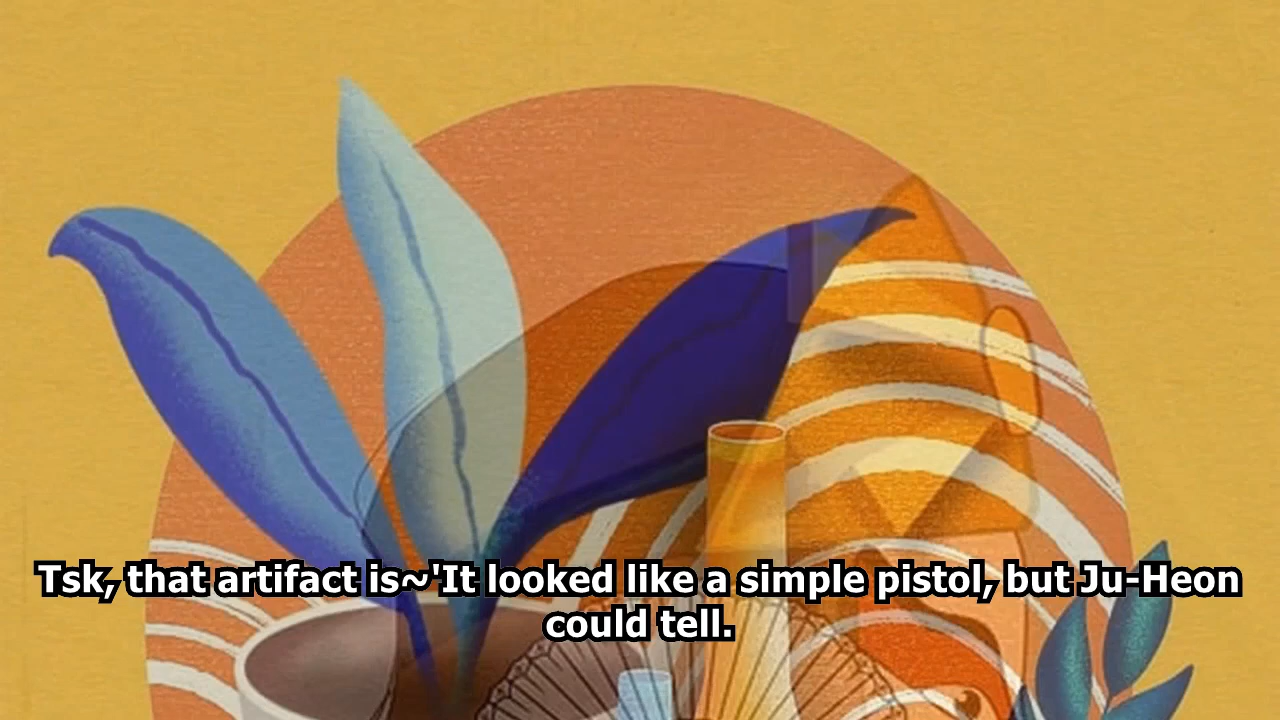 Tsk, that artifact is~'It looked like a simple pistol, but Ju-Heon
could tell.